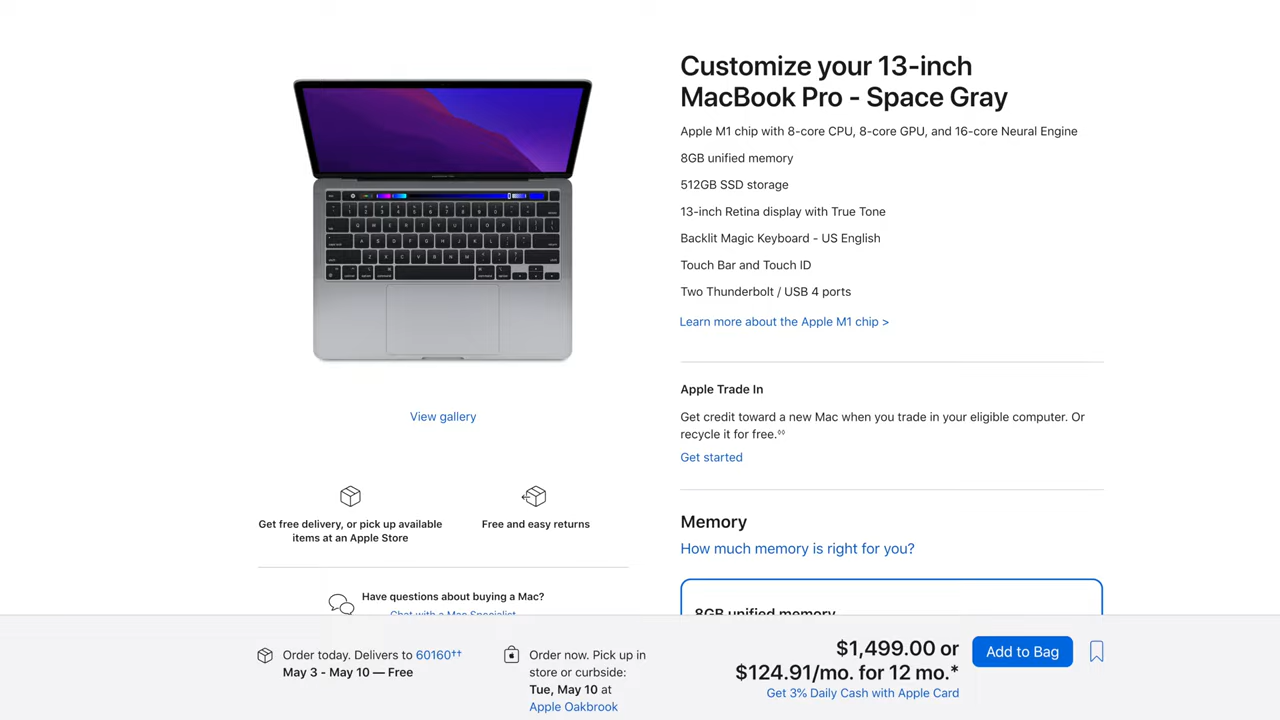 Customize your 13-inch
MacBook Pro - Space Gray
Apple M1 chip with 8-core CPU, 8-core GPU, and 16-core Neural Engine
8GB unified memory
512GB SSD storage
13-inch Retina display with True Tone
Backlit Magic Keyboard - US English
Touch Bar and Touch ID
Two Thunderbolt / USB 4 ports
Learn more about the Apple M1 chip >
View gallery
Apple Trade In
Get credit toward a new Mac when you trade in your eligible computer. Or
recycle it for free.◊◊
Get started
Get free delivery, or pick up available
items at an Apple Store
Free and easy returns
Memory
How much memory is right for you?
Have questions about buying a Mac?
Chat with a Mac Specialist
8GB unified memory
Order today. Delivers to 60160††
May 3 - May 10 — Free
Order now. Pick up in
store or curbside:
Tue, May 10 at
Apple Oakbrook
$1,499.00 or
$124.91/mo. for 12 mo.*
Get 3% Daily Cash with Apple Card
Add to Bag